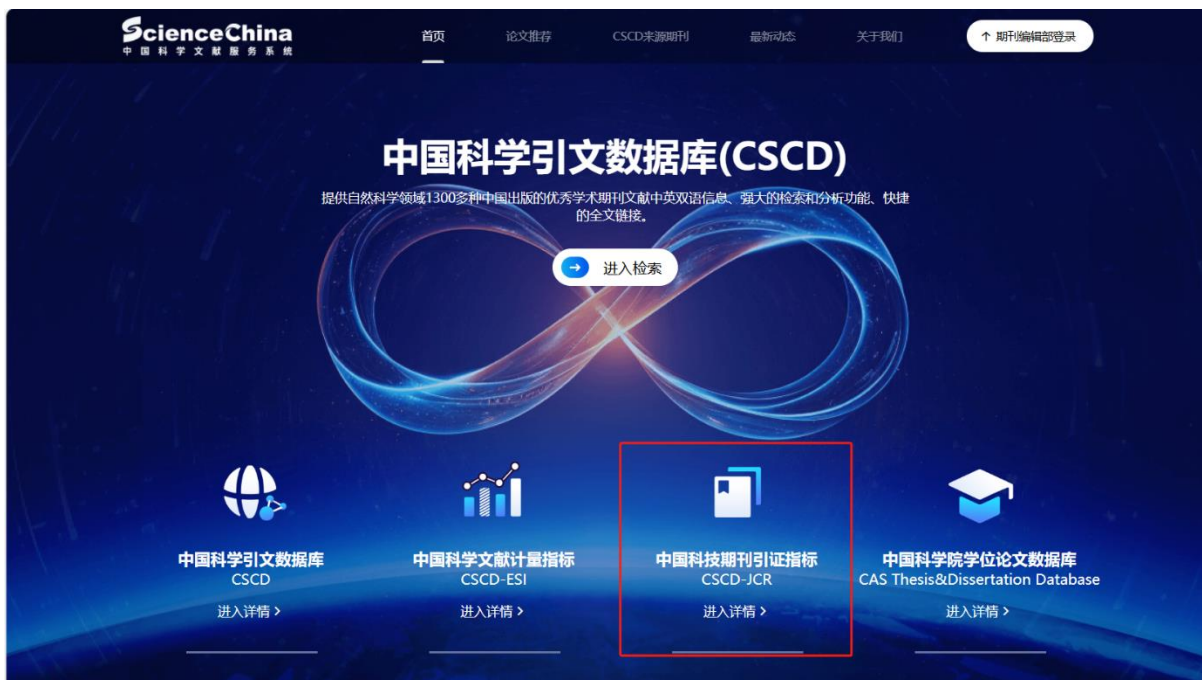 ScienceChina
中国科学文献服务系统
首页 论文推荐 CSCD来源期刊 最新动态 关于我们 ↑ 期刊编辑部登录
中国科学引文数据库(CSCD)
提供自然科学领域1300多种中国出版的优秀学术期刊文献中英双语信息、强大的检索和分析功能、快捷
的全文链接。
→ 进入检索
中国科学引文数据库 中国科学文献计量指标 中国科技期刊引证指标 中国科学院学位论文数据库
CSCD CSCD-ESI CSCD-JCR CAS Thesis&Dissertation Database
进入详情 > 进入详情 > 进入详情 > 进入详情 >